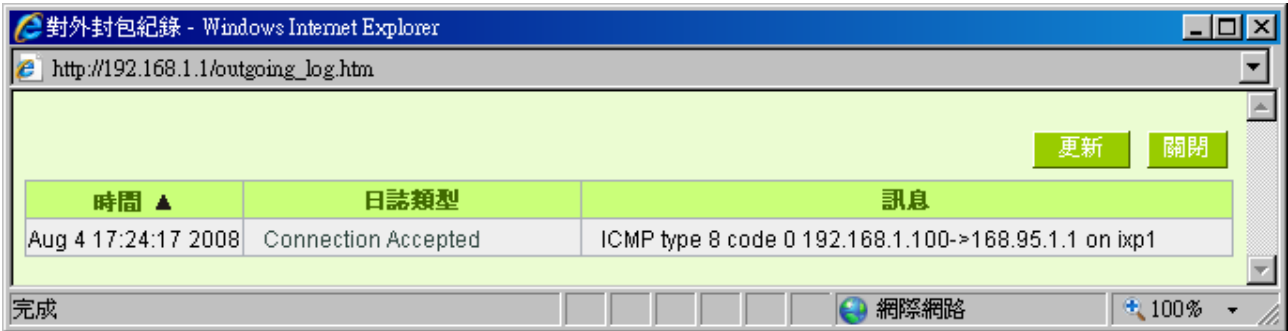 對外封包紀錄 - Windows Internet Explorer
http://192.168.1.1/outgoing_log.htm
更新 關閉
時間 ▲ 日誌類型 訊息
Aug 4 17:24:17 2008 Connection Accepted ICMP type 8 code 0 192.168.1.100->168.95.1.1 on ixp1
完成 網際網路 100%